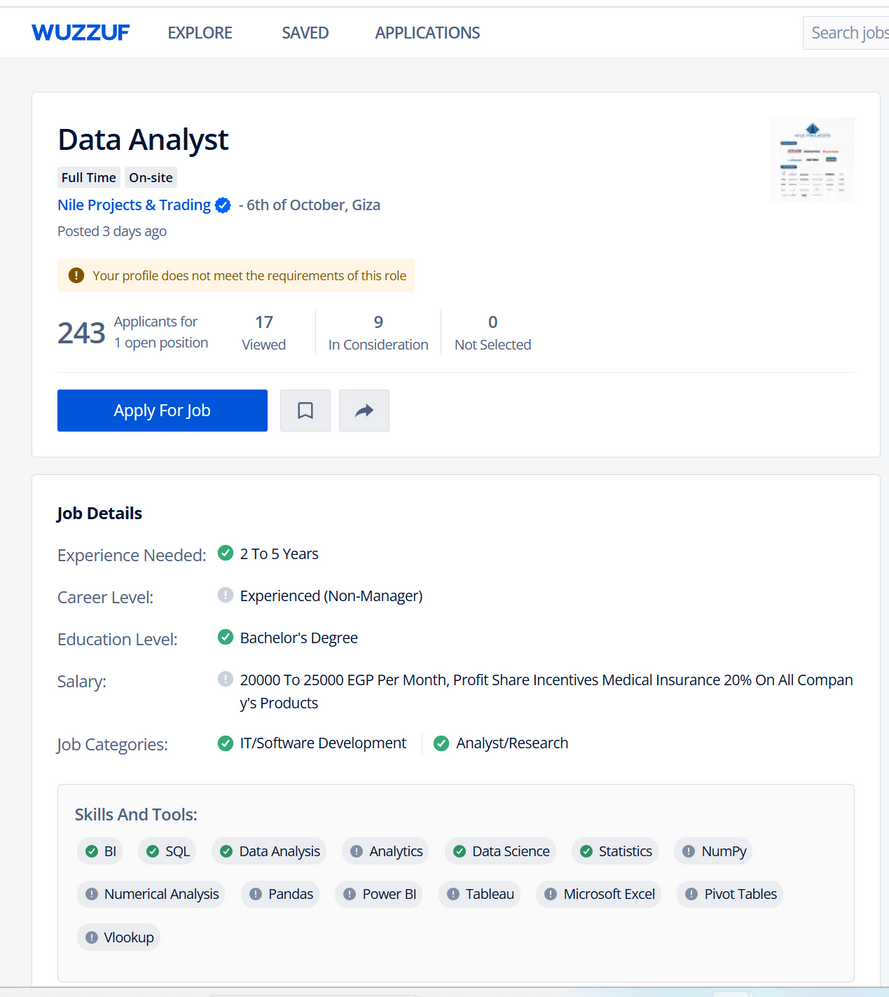 WUZZUF EXPLORE SAVED APPLICATIONS Search jobs
Data Analyst
Full Time On-site
Nile Projects & Trading - 6th of October, Giza
Posted 3 days ago
Your profile does not meet the requirements of this role
243 Applicants for 1 open position
17 Viewed
9 In Consideration
0 Not Selected
Apply For Job
Job Details
Experience Needed: 2 To 5 Years
Career Level: Experienced (Non-Manager)
Education Level: Bachelor's Degree
Salary: 20000 To 25000 EGP Per Month, Profit Share Incentives Medical Insurance 20% On All Compan
y's Products
Job Categories: IT/Software Development Analyst/Research
Skills And Tools:
BI SQL Data Analysis Analytics Data Science Statistics NumPy
Numerical Analysis Pandas Power BI Tableau Microsoft Excel Pivot Tables
Vlookup